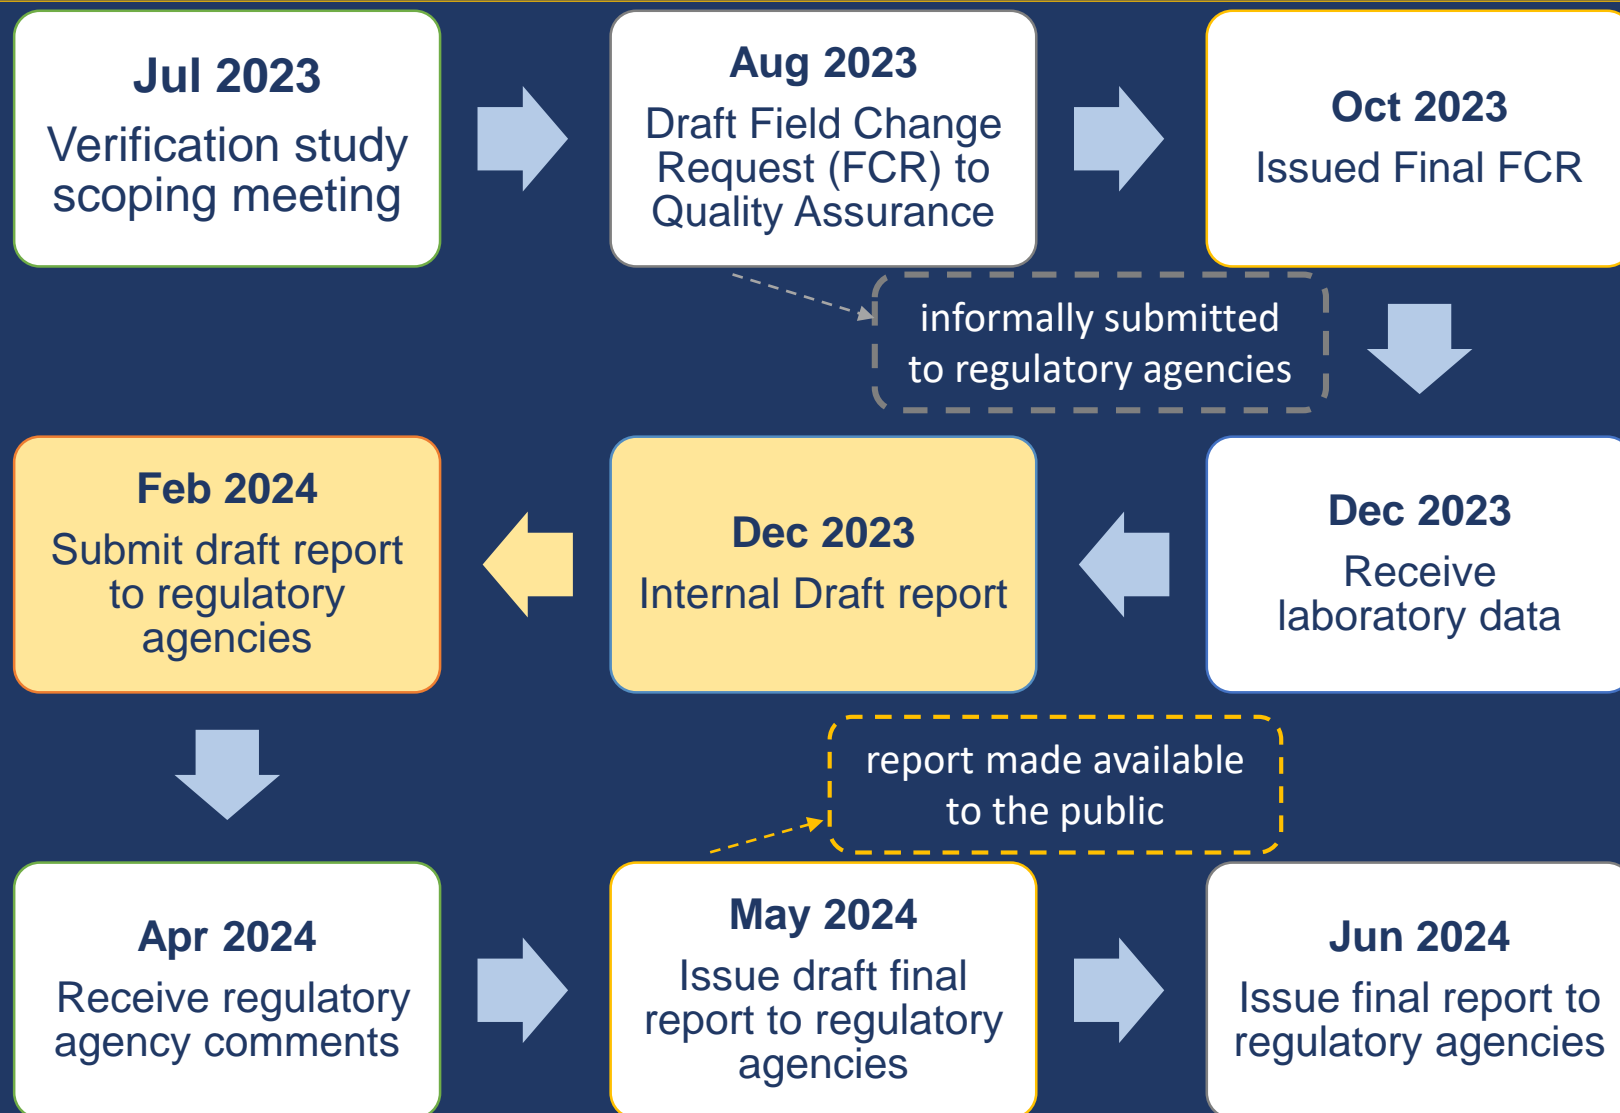 Jul 2023
Verification study
scoping meeting
Aug 2023
Draft Field Change
Request (FCR) to
Quality Assurance
Oct 2023
Issued Final FCR
informally submitted
to regulatory agencies
Dec 2023
Receive
laboratory data
Dec 2023
Internal Draft report
Feb 2024
Submit draft report
to regulatory
agencies
Apr 2024
Receive regulatory
agency comments
May 2024
Issue draft final
report to regulatory
agencies
report made available
to the public
Jun 2024
Issue final report to
regulatory agencies